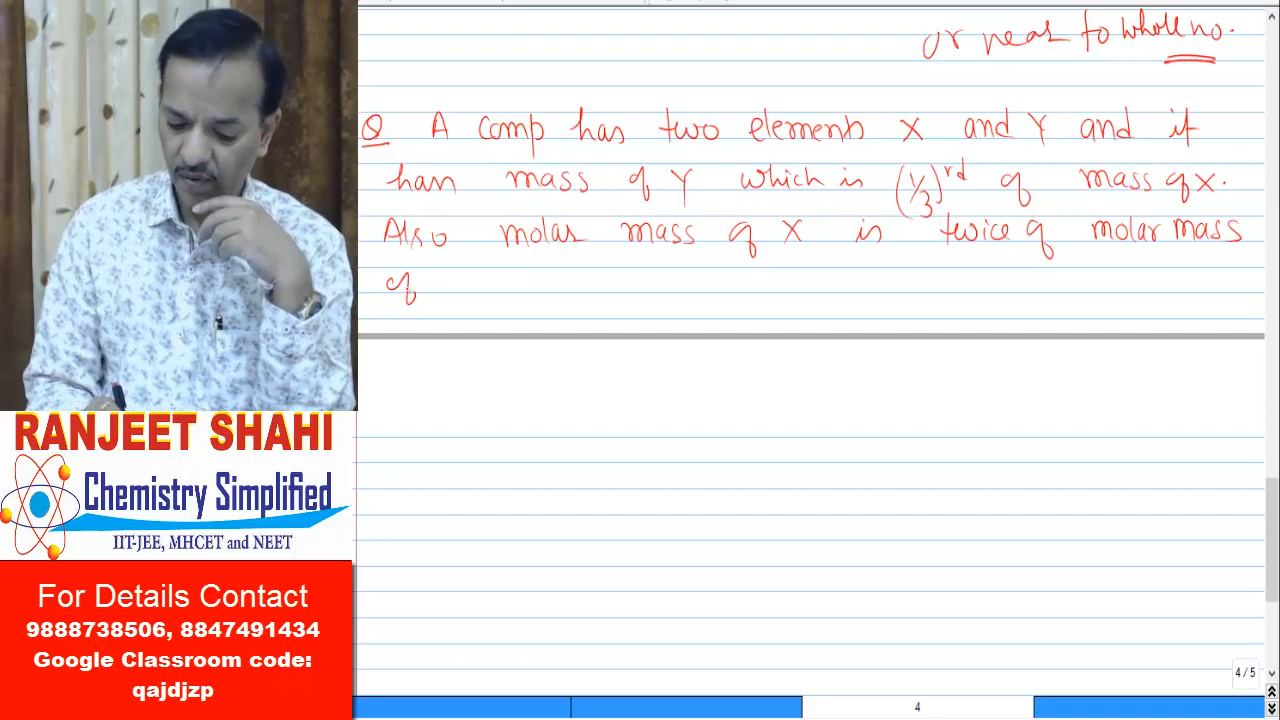 or near to whole no.
Q A comp has two elements X and Y and it
has mass of Y which is (1/3)rd of mass of X.
Also molar mass of X is twice of molar mass
of
RANJEET SHAHI
Chemistry Simplified
IIT-JEE, MHCET and NEET
For Details Contact
9888738506, 8847491434
Google Classroom code:
qajdjzp
4/5
4